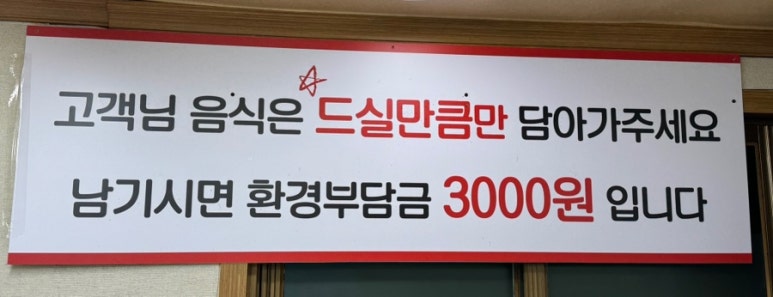 고객님 음식은 드실만큼만 담아가주세요
남기시면 환경부담금 3000원 입니다